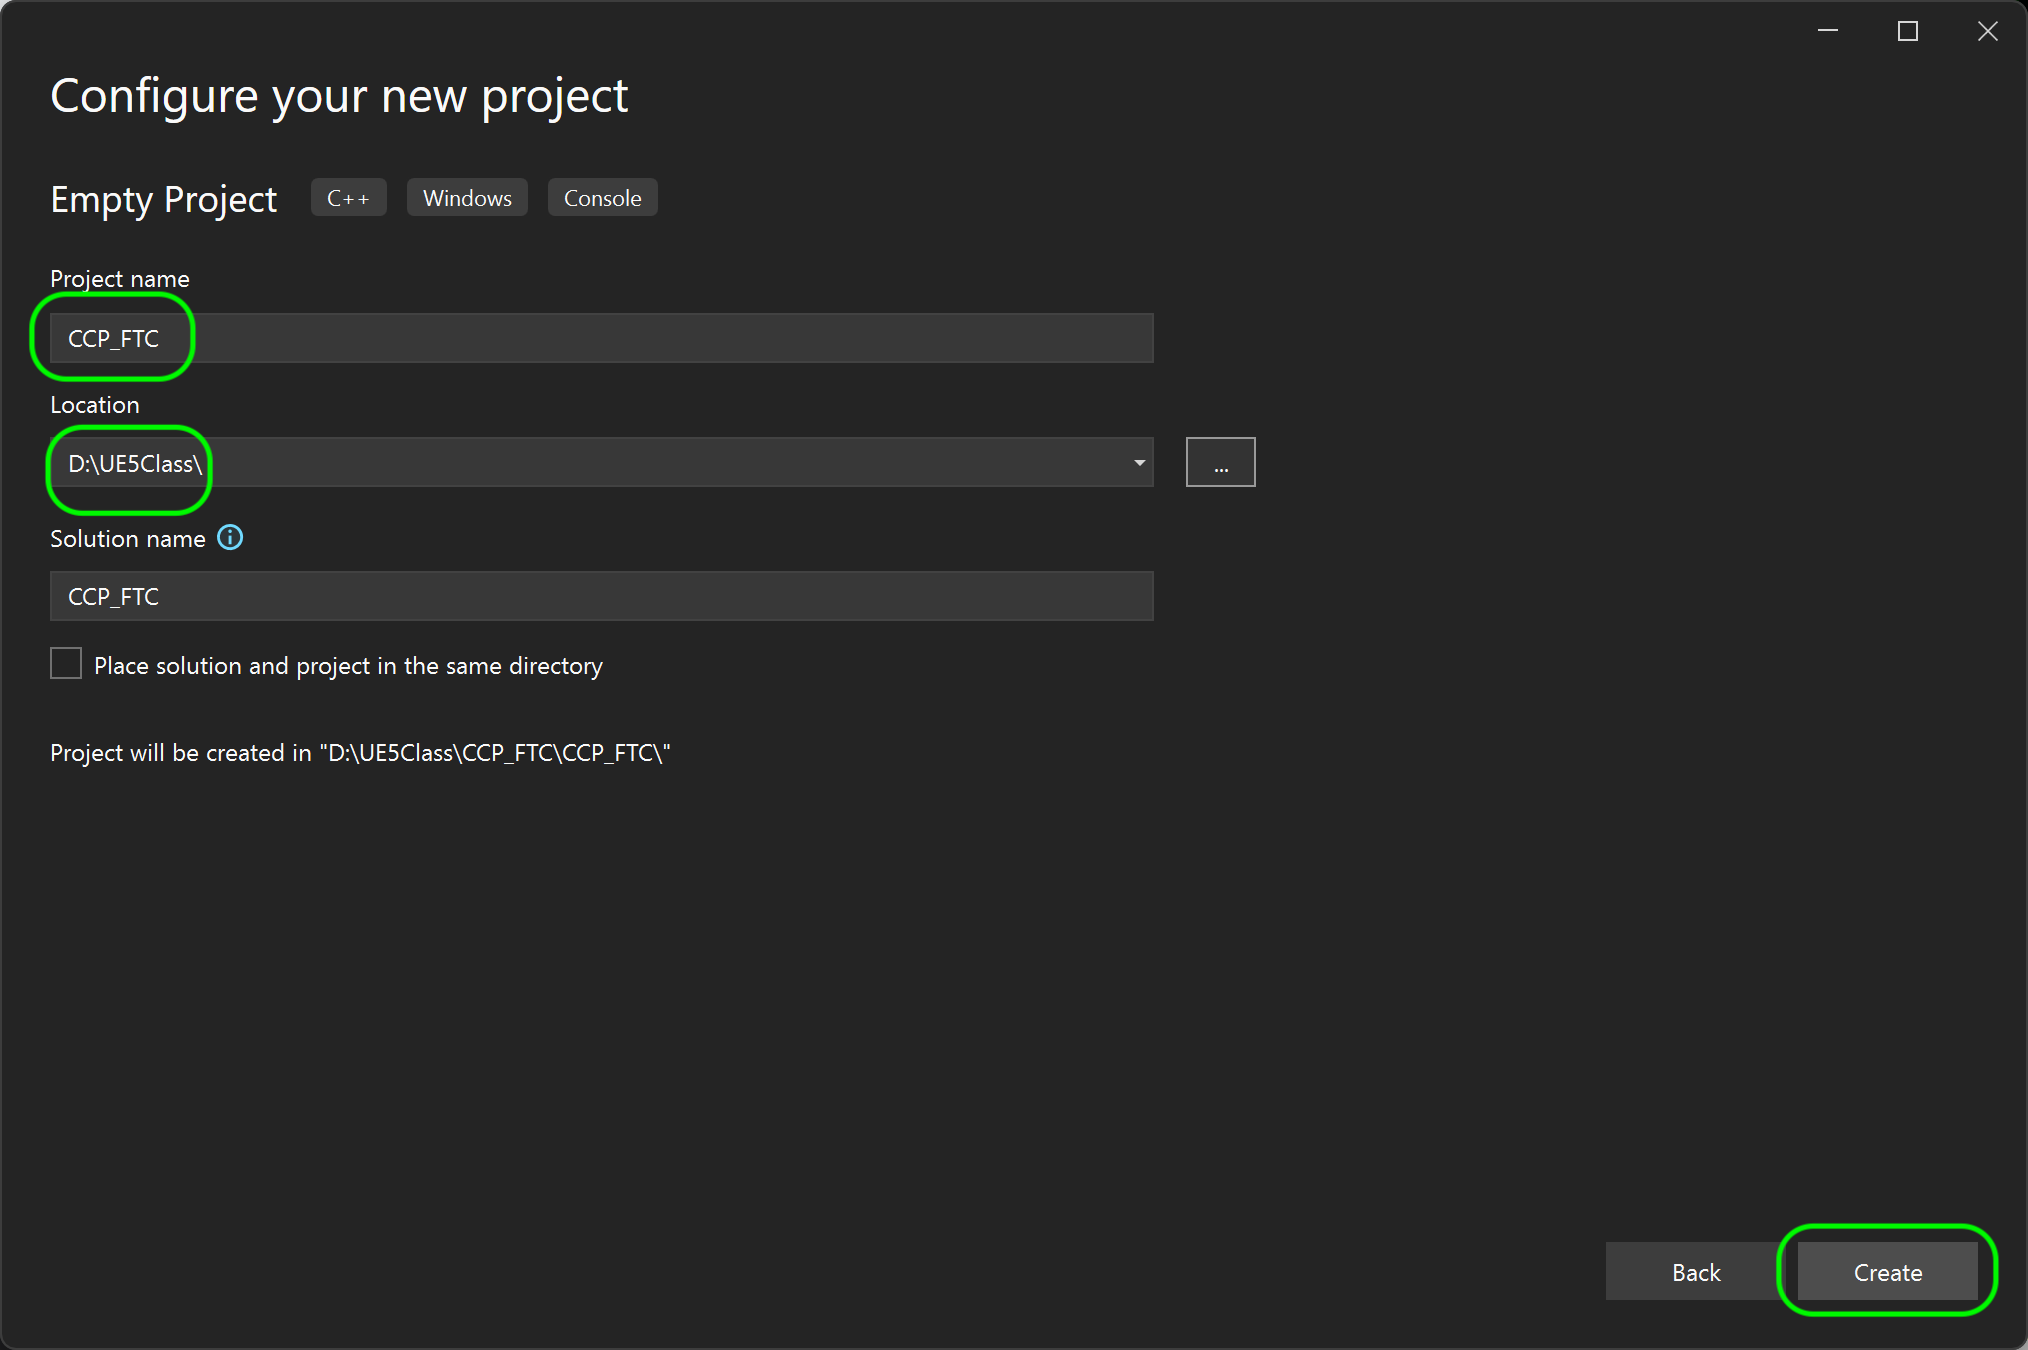 Configure your new project
Empty Project C++ Windows Console
Project name
CCP_FTC
Location
D:\UE5Class\ ...
Solution name
CCP_FTC
Place solution and project in the same directory
Project will be created in "D:\UE5Class\CCP_FTC\CCP_FTC\"
Back Create